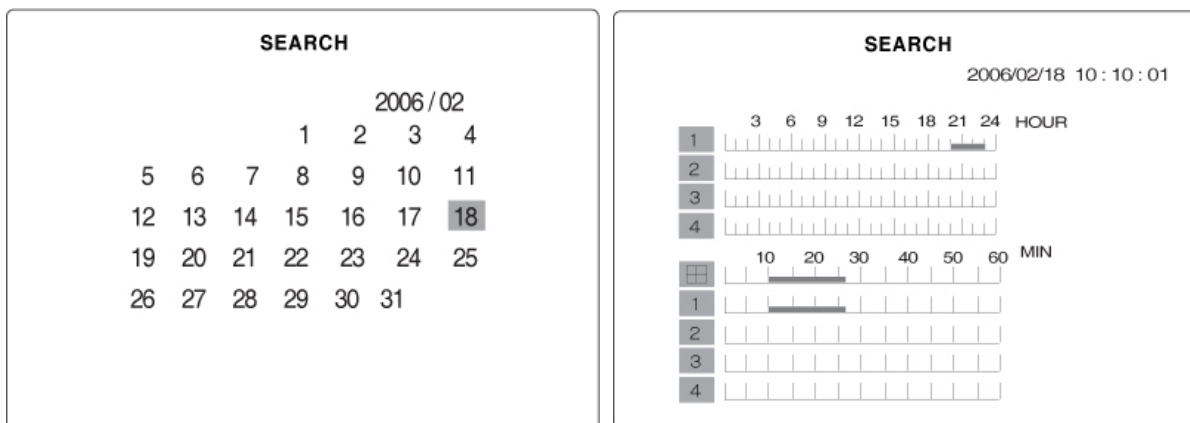 SEARCH
2006 / 02
1 2 3 4
5 6 7 8 9 10 11
12 13 14 15 16 17 18
19 20 21 22 23 24 25
26 27 28 29 30 31
SEARCH
2006/02/18 10 : 10 : 01
3 6 9 12 15 18 21 24 HOUR
1
2
3
4
10 20 30 40 50 60 MIN
1
2
3
4